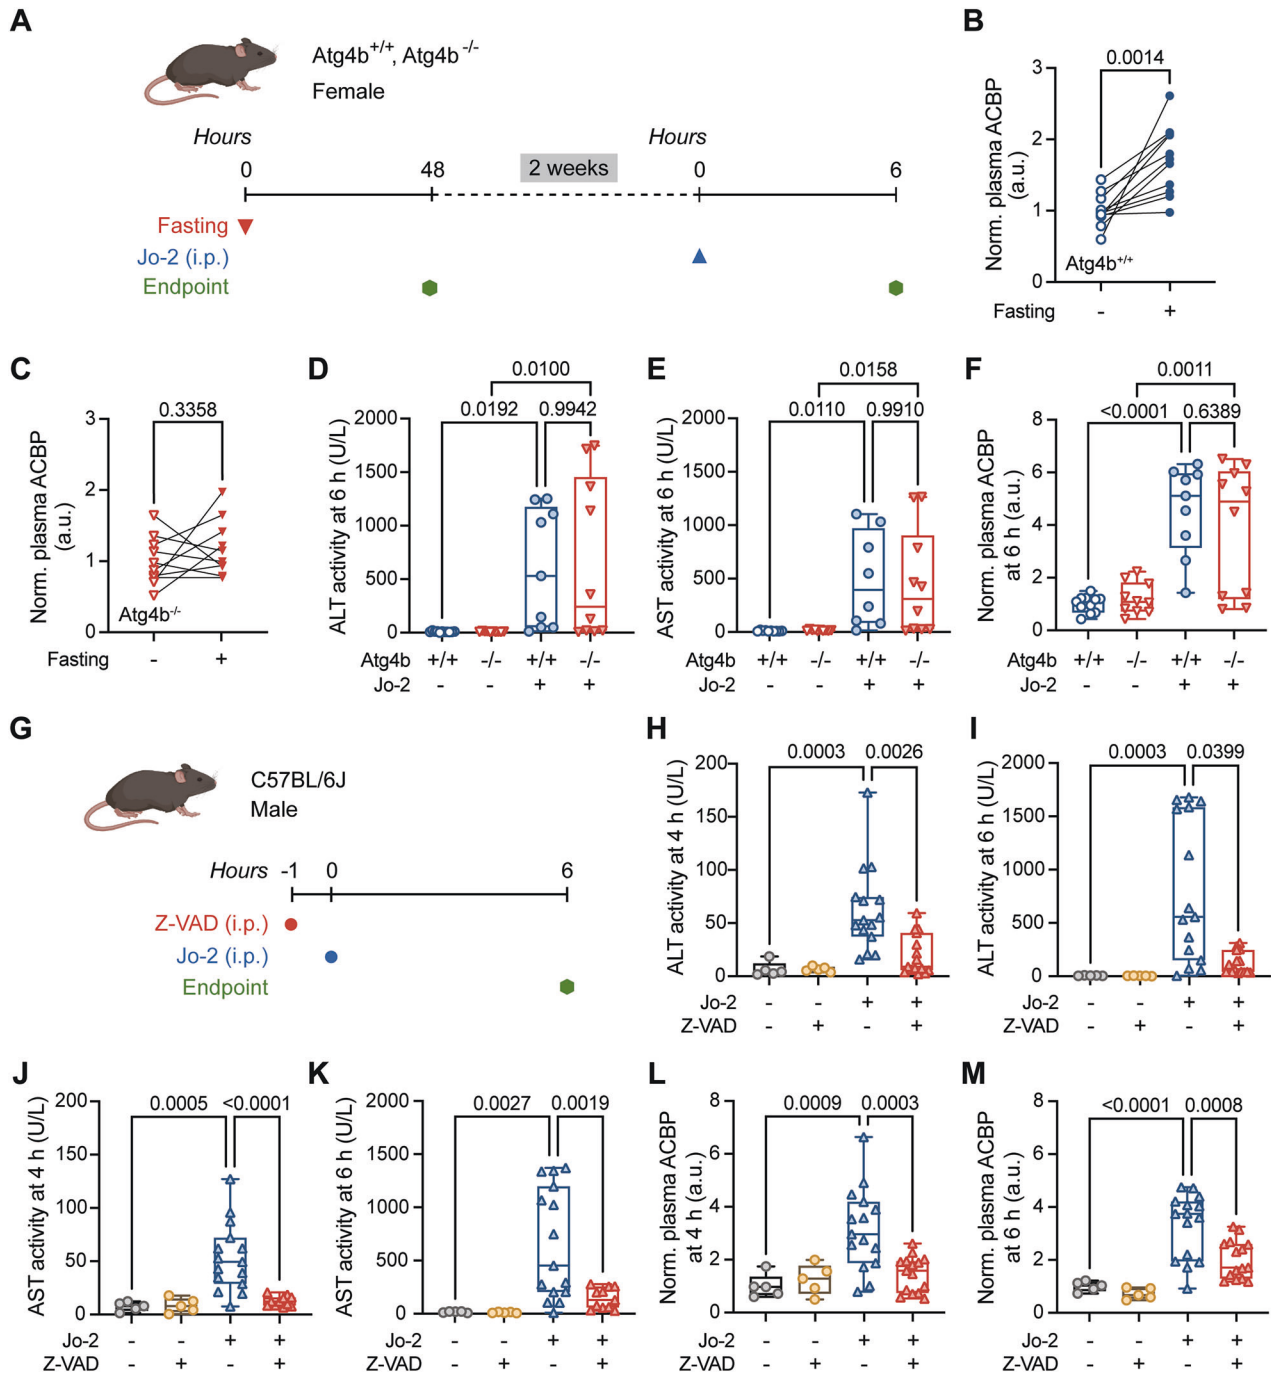 A
Atg4b+/+, Atg4b-/-
Female
Hours
Hours
0
48
2 weeks
0
6
Fasting
Jo-2 (i.p.)
Endpoint
B
0.0014
Norm. plasma ACBP
(a.u.)
3
2
1
0
Atg4b+/+
Fasting - +
C
0.3358
Norm. plasma ACBP
(a.u.)
3
2
1
0
Atg4b-/-
Fasting - +
D
0.0100
0.0192 0.9942
ALT activity at 6 h (U/L)
2000
1500
1000
500
0
Atg4b +/+ -/- +/+ -/-
Jo-2 - - + +
E
0.0158
0.0110 0.9910
AST activity at 6 h (U/L)
2000
1500
1000
500
0
+/+ -/- +/+ -/-
- - + +
F
0.0011
<0.0001 0.6389
Norm. plasma ACBP
at 6 h (a.u.)
8
6
4
2
0
Atg4b +/+ -/- +/+ -/-
Jo-2 - - + +
G
C57BL/6J
Male
Hours -1 0 6
Z-VAD (i.p.)
Jo-2 (i.p.)
Endpoint
H
0.0003 0.0026
ALT activity at 4 h (U/L)
200
150
100
50
0
Jo-2 - - + +
Z-VAD - + - +
I
0.0003 0.0399
ALT activity at 6 h (U/L)
2000
1500
1000
500
0
- - + +
- + - +
J
0.0005 <0.0001
AST activity at 4 h (U/L)
200
150
100
50
0
Jo-2 - - + +
Z-VAD - + - +
K
0.0027 0.0019
AST activity at 6 h (U/L)
2000
1500
1000
500
0
Jo-2 - - + +
Z-VAD - + - +
L
0.0009 0.0003
Norm. plasma ACBP
at 4 h (a.u.)
8
6
4
2
0
Jo-2 - - + +
Z-VAD - + - +
M
<0.0001 0.0008
Norm. plasma ACBP
at 6 h (a.u.)
8
6
4
2
0
Jo-2 - - + +
Z-VAD - + - +